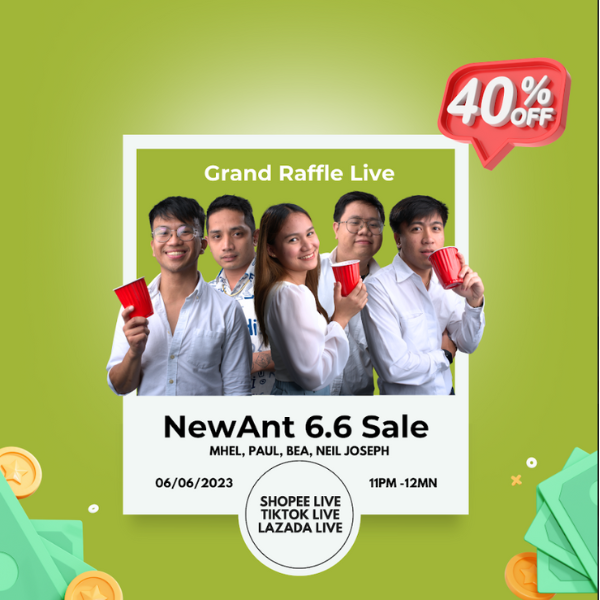 40% OFF
Grand Raffle Live
NewAnt 6.6 Sale
MHEL, PAUL, BEA, NEIL JOSEPH
06/06/2023
11PM -12MN
SHOPEE LIVE
TIKTOK LIVE
LAZADA LIVE